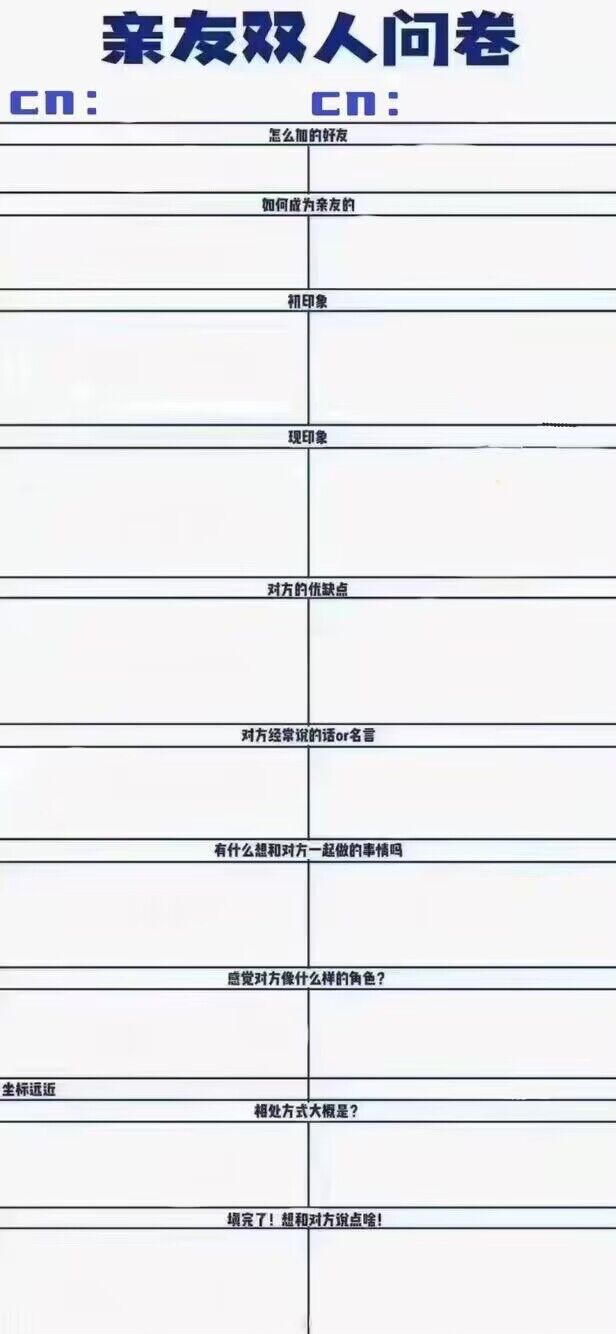 亲友双人问卷
cn: cn:
怎么加的好友
如何成为亲友的
初印象
现印象
对方的优缺点
对方经常说的话or名言
有什么想和对方一起做的事情吗
感觉对方像什么样的角色?
坐标远近
相处方式大概是?
填完了!想和对方说点啥!